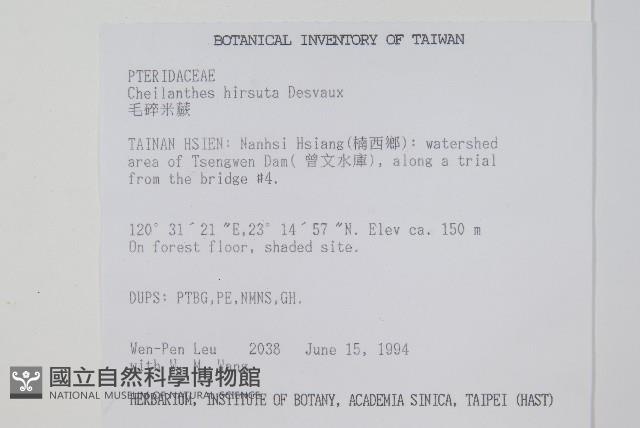 BOTANICAL INVENTORY OF TAIWAN
PTERIDACEAE
Cheilanthes hirsuta Desvaux
毛碎米蕨
TAINAN HSIEN: Nanhsi Hsiang(楠西鄉): watershed
area of Tsengwen Dam( 曾文水庫), along a trial
from the bridge #4.
120° 31´21 ″E,23° 14´57 ″N. Elev ca. 150 m
On forest floor, shaded site.
DUPS: PTBG,PE,NMNS,GH.
Wen-Pen Leu 2038 June 15, 1994
with
國立自然科學博物館
NATIONAL MUSEUM OF NATURAL SCIENCE
HERBARIUM, INSTITUTE OF BOTANY, ACADEMIA SINICA, TAIPEI (HAST)